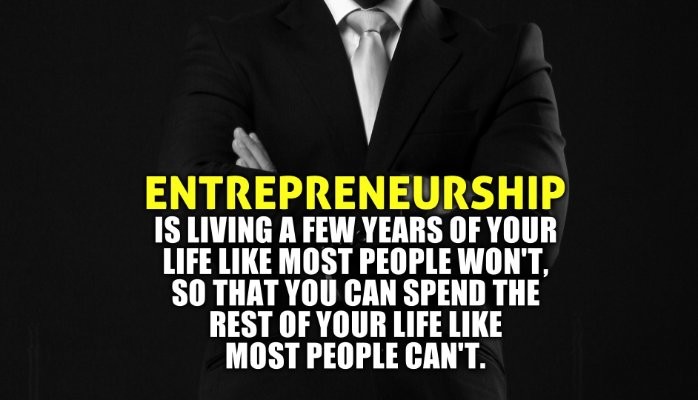 ENTREPRENEURSHIP
IS LIVING A FEW YEARS OF YOUR
LIFE LIKE MOST PEOPLE WON'T,
SO THAT YOU CAN SPEND THE
REST OF YOUR LIFE LIKE
MOST PEOPLE CAN'T.